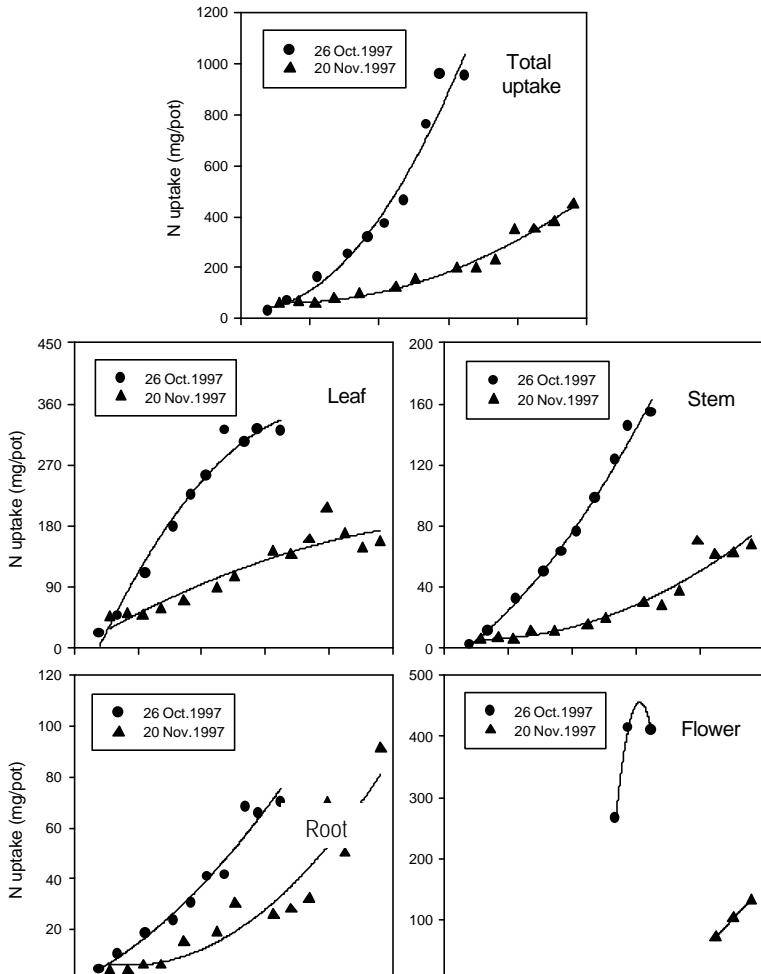 1200
1000
800
600
400
200
0
N uptake (mg/pot)
26 Oct.1997
20 Nov.1997
Total
uptake
450
360
270
180
90
0
N uptake (mg/pot)
26 Oct.1997
20 Nov.1997
Leaf
200
160
120
80
40
0
26 Oct.1997
20 Nov.1997
Stem
120
100
80
60
40
20
N uptake (mg/pot)
26 Oct.1997
20 Nov.1997
Root
500
400
300
200
100
26 Oct.1997
20 Nov.1997
Flower